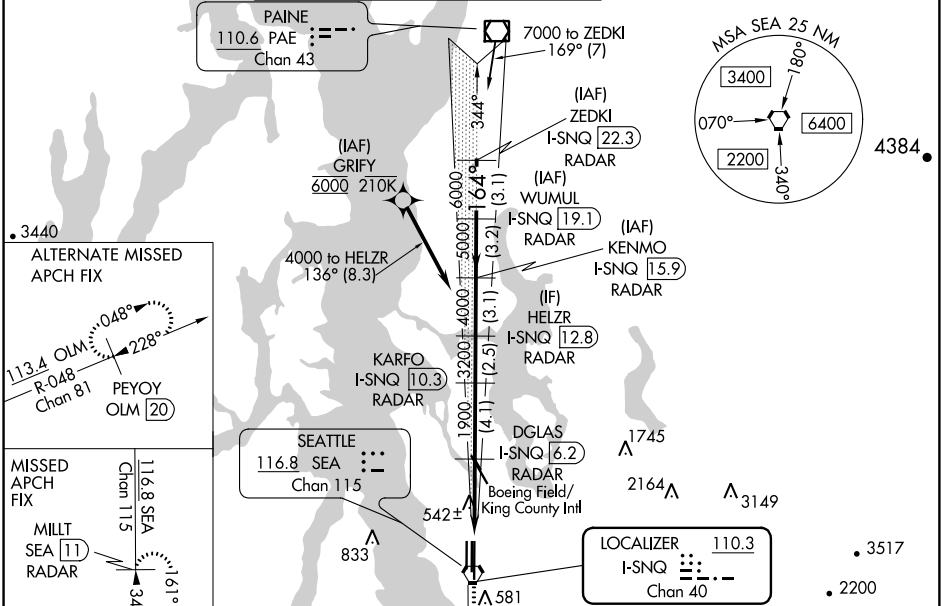 PAINE
110.6 PAE
Chan 43
7000 to ZEDKI
169° (7)
MSA SEA 25 NM
180°
3400
070°
6400
2200
340°
4384
344°
(IAF)
ZEDKI
I-SNQ 22.3
RADAR
(IAF)
GRIFY
6000 210K
6000
164°
(3.1)
(IAF)
WUMUL
I-SNQ 19.1
RADAR
5000
(3.2)
(IAF)
KENMO
I-SNQ 15.9
RADAR
3440
4000 to HELZR
136° (8.3)
4000
(3.1)
(IF)
HELZR
I-SNQ 12.8
RADAR
3200
(2.5)
KARFO
I-SNQ 10.3
RADAR
1900
(4.1)
DGLAS
I-SNQ 6.2
RADAR
Boeing Field/
King County Intl
ALTERNATE MISSED
APCH FIX
048°
228°
113.4 OLM
R-048
Chan 81
PEYOY
OLM 20
SEATTLE
116.8 SEA
Chan 115
1745
2164
3149
542±
833
581
MISSED
APCH
FIX
116.8 SEA
Chan 115
MILLT
SEA 11
RADAR
161°
34
LOCALIZER 110.3
I-SNQ
Chan 40
3517
2200